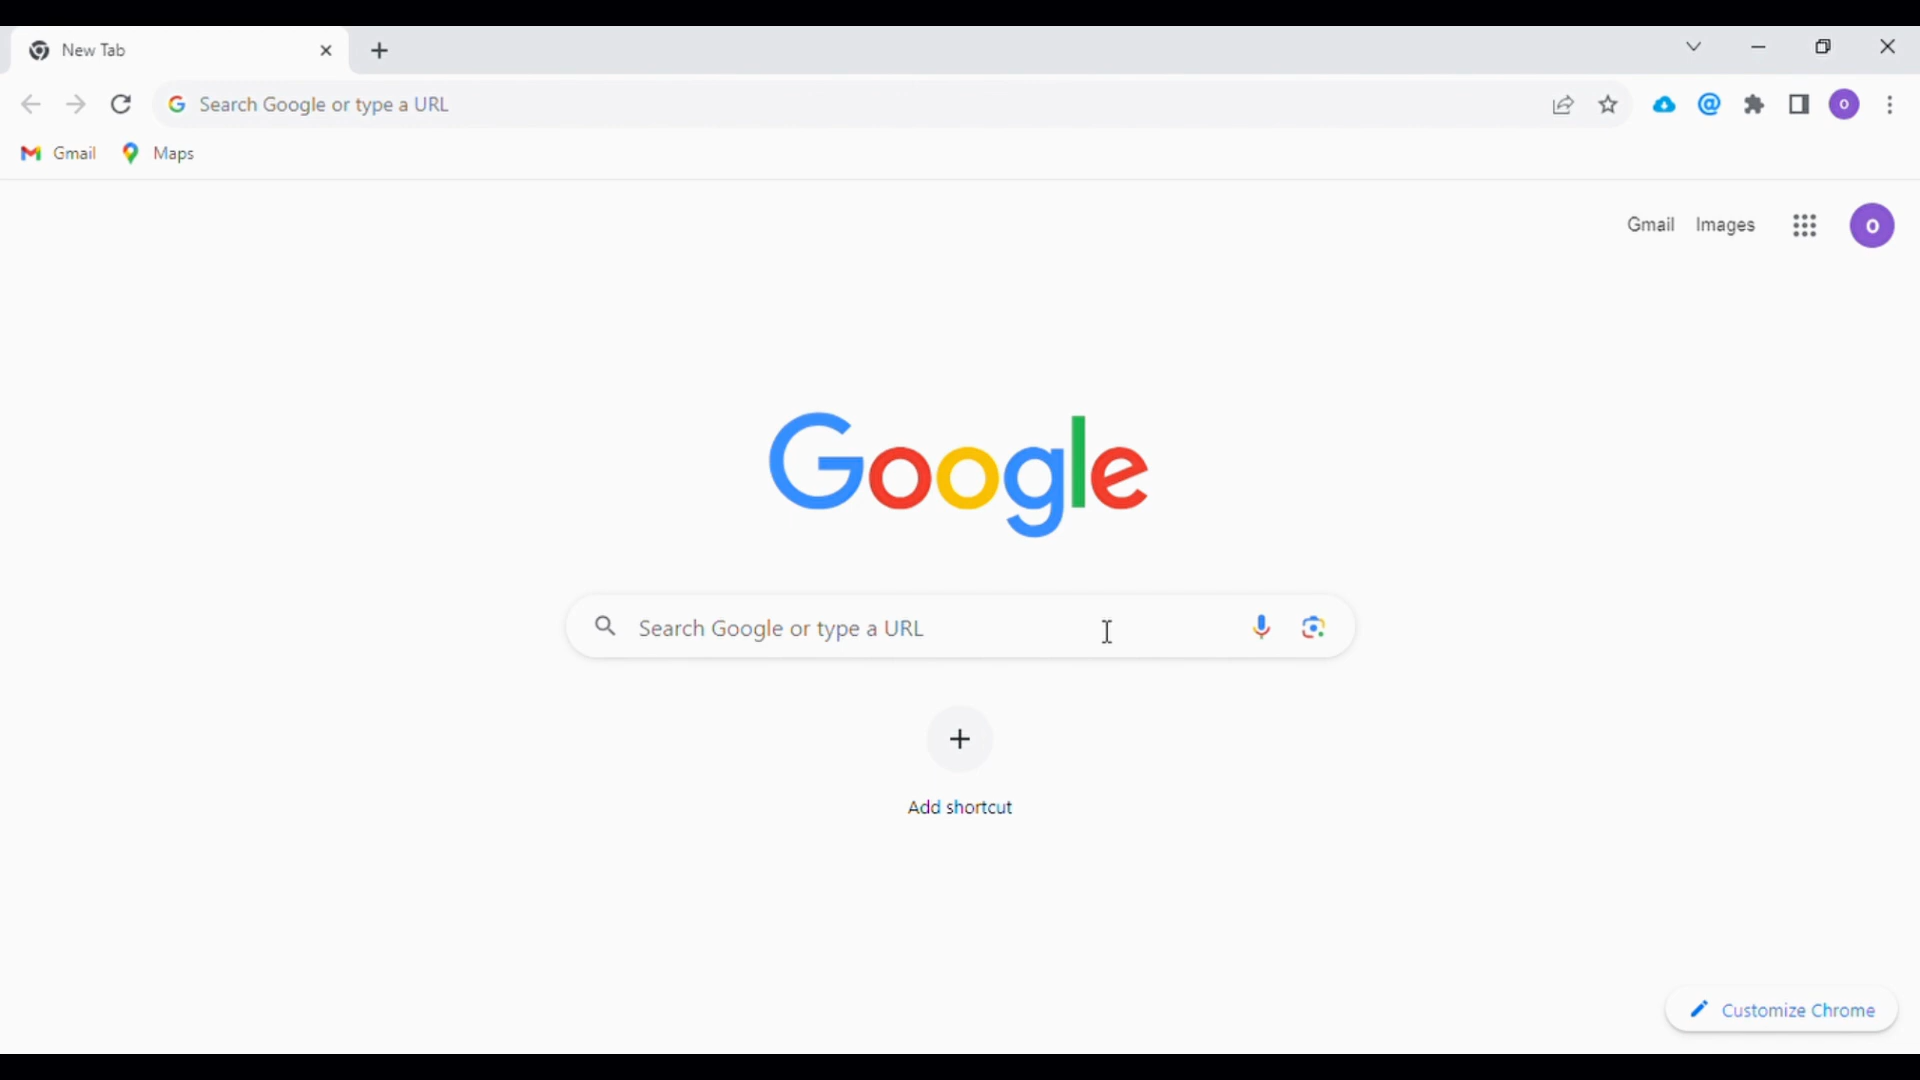 New Tab
Search Google or type a URL
o
Gmail Maps
Gmail Images
o
Google
Search Google or type a URL
Add shortcut
Customize Chrome